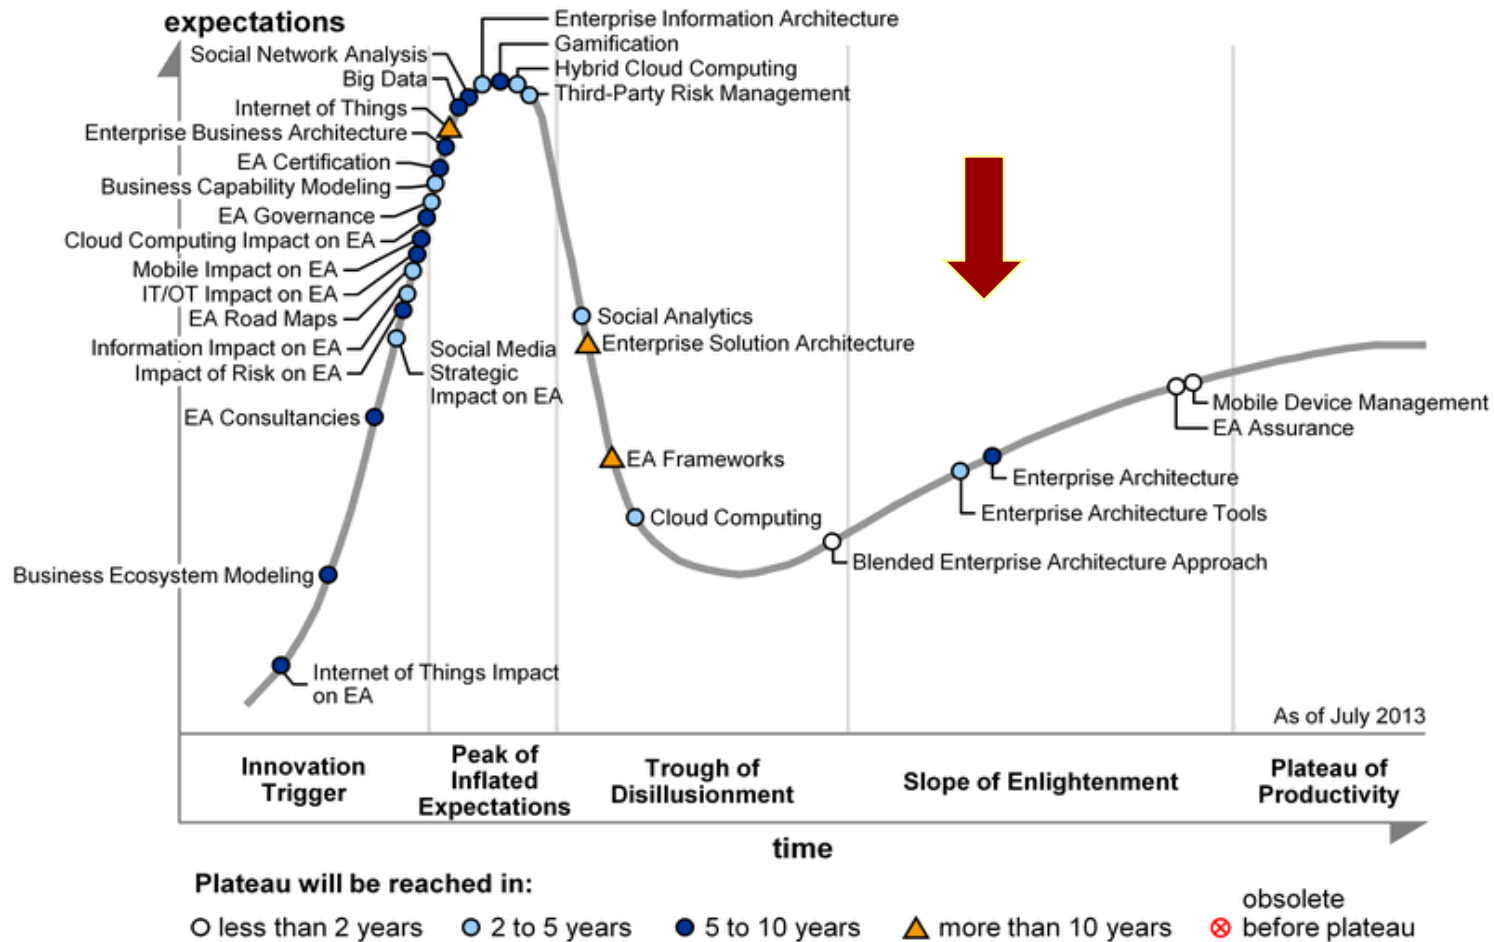 expectations
Enterprise Information Architecture
Gamification
Social Network Analysis
Hybrid Cloud Computing
Big Data
Third-Party Risk Management
Internet of Things
Enterprise Business Architecture
EA Certification
Business Capability Modeling
EA Governance
Cloud Computing Impact on EA
Mobile Impact on EA
IT/OT Impact on EA
EA Road Maps
Information Impact on EA
Impact of Risk on EA
Social Media
Strategic
Impact on EA
EA Consultancies
Business Ecosystem Modeling
Internet of Things Impact
on EA
Social Analytics
Enterprise Solution Architecture
EA Frameworks
Cloud Computing
Blended Enterprise Architecture Approach
Enterprise Architecture Tools
Enterprise Architecture
Mobile Device Management
EA Assurance
As of July 2013
Innovation
Trigger
Peak of
Inflated
Expectations
Trough of
Disillusionment
Slope of Enlightenment
Plateau of
Productivity
time
Plateau will be reached in:
less than 2 years
2 to 5 years
5 to 10 years
more than 10 years
obsolete
before plateau